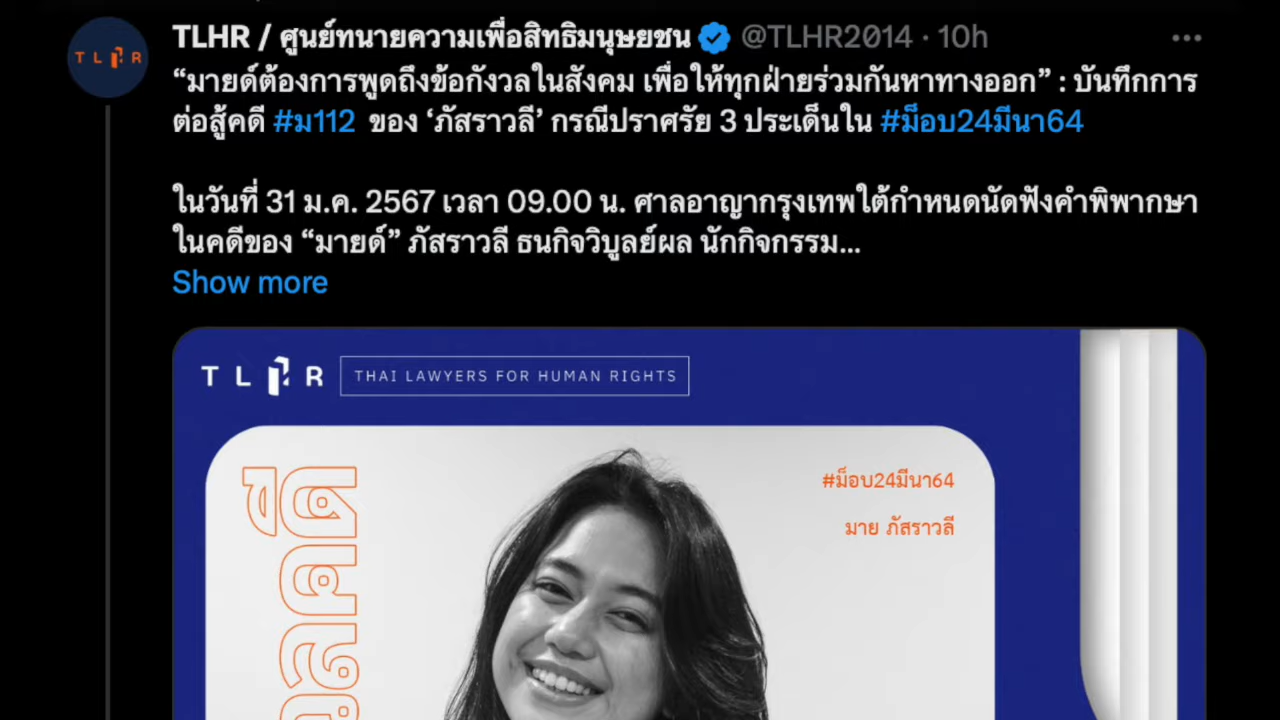 TLHR / ศูนย์ทนายความเพื่อสิทธิมนุษยชน @TLHR2014 · 10h
TLHR
“มายด์ต้องการพูดถึงข้อกังวลในสังคม เพื่อให้ทุกฝ่ายร่วมกันหาทางออก” : บันทึกการ
ต่อสู้คดี #ม112 ของ ‘ภัสราวลี’ กรณีปราศรัย 3 ประเด็นใน #ม็อบ24มีนา64
ในวันที่ 31 ม.ค. 2567 เวลา 09.00 น. ศาลอาญากรุงเทพใต้กำหนดนัดฟังคำพิพากษา
ในคดีของ “มายด์” ภัสราวลี ธนกิจวิบูลย์ผล นักกิจกรรม...
Show more
TLHR THAI LAWYERS FOR HUMAN RIGHTS
#ม็อบ24มีนา64
มาย ภัสราวลี